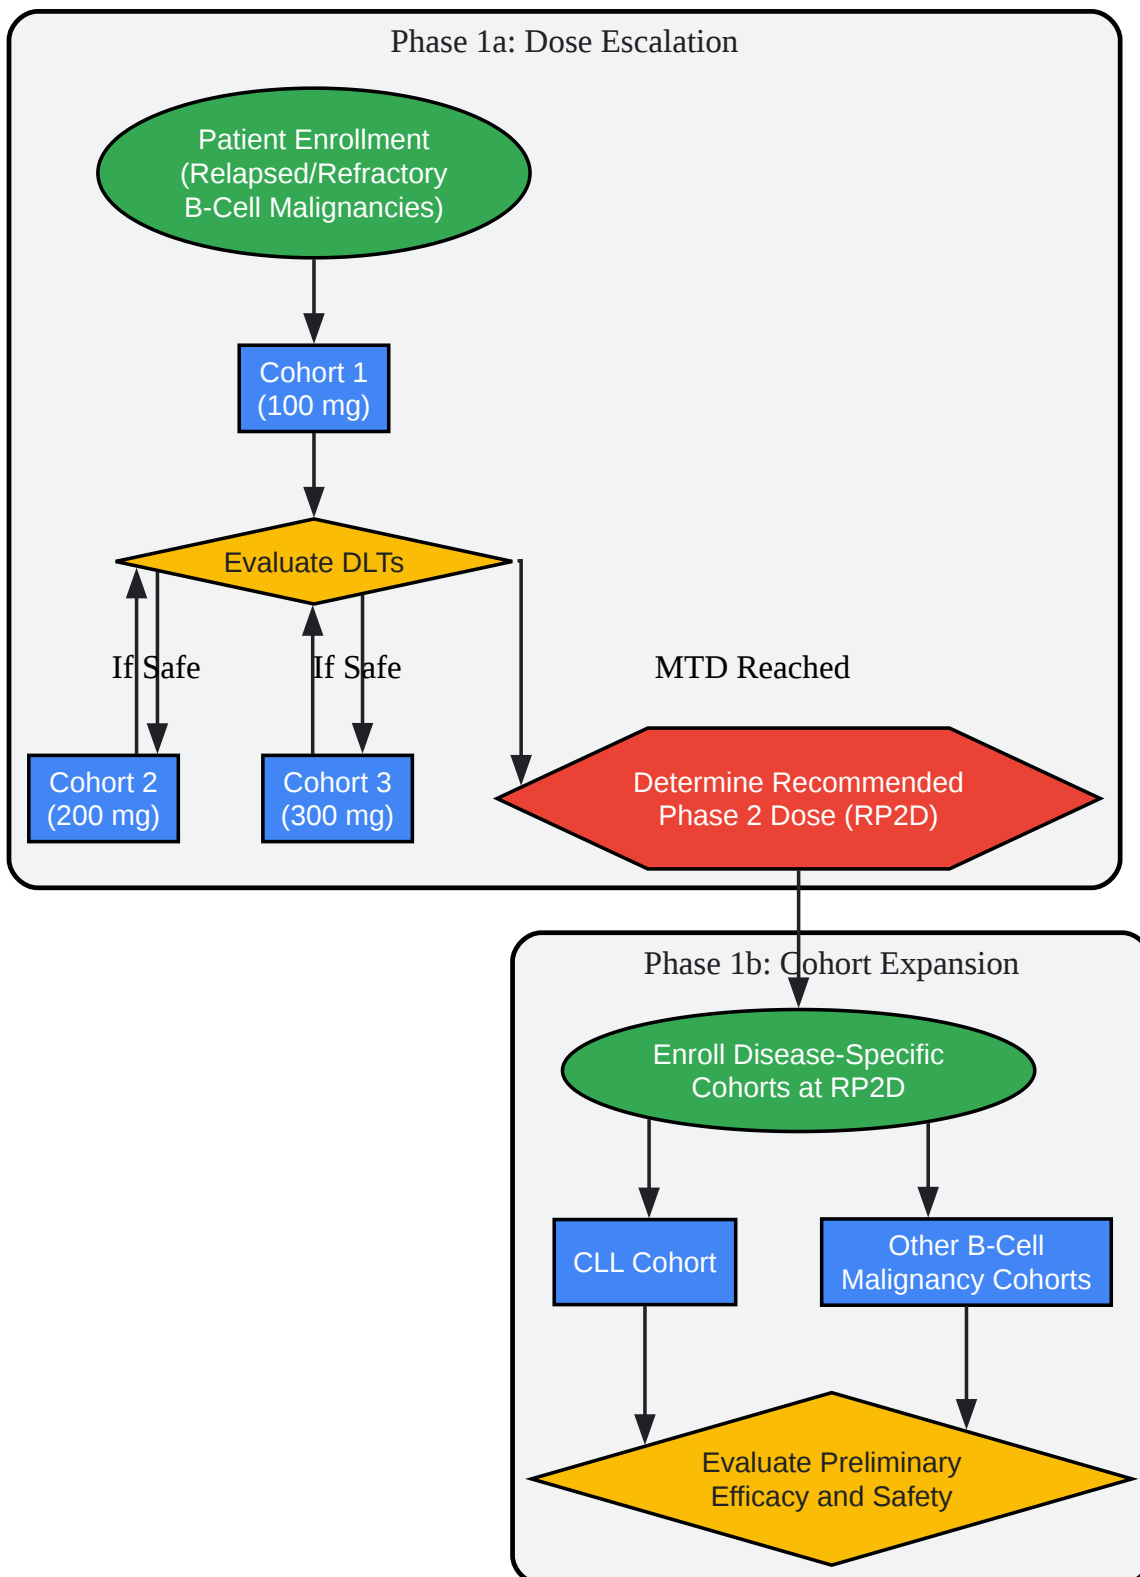 Phase 1a: Dose Escalation
Patient Enrollment
(Relapsed/Refractory
B-Cell Malignancies)
Cohort 1
(100 mg)
Evaluate DLTs
If Safe
If Safe
MTD Reached
Cohort 2
(200 mg)
Cohort 3
(300 mg)
Determine Recommended
Phase 2 Dose (RP2D)
Phase 1b: Cohort Expansion
Enroll Disease-Specific
Cohorts at RP2D
CLL Cohort
Other B-Cell
Malignancy Cohorts
Evaluate Preliminary
Efficacy and Safety